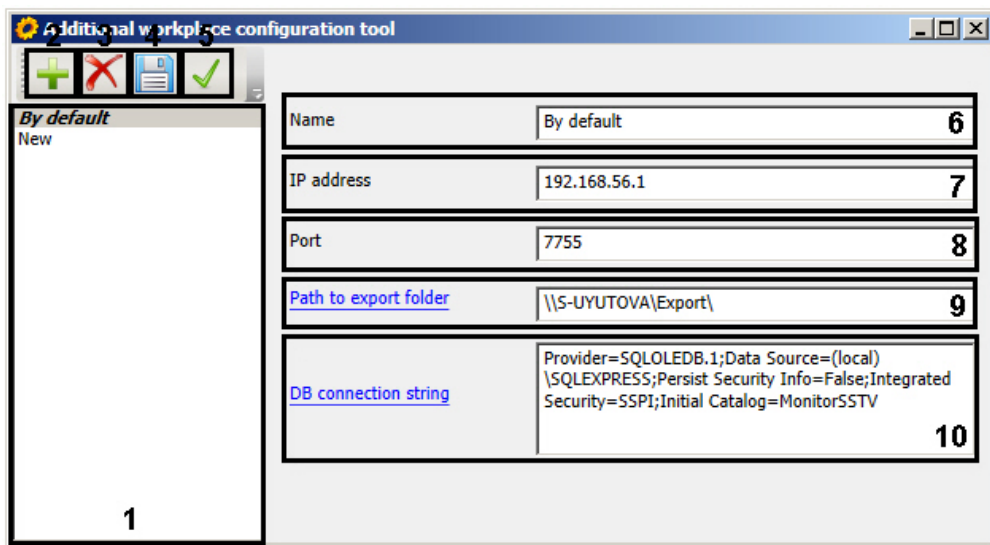 Additional workplace configuration tool
2 3 4 5
By default
New
1
Name
By default
6
IP address
192.168.56.1
7
Port
7755
8
Path to export folder
\\S-UYUTOVA\Export\
9
DB connection string
Provider=SQLOLEDB.1;Data Source=(local)
\SQLEXPRESS;Persist Security Info=False;Integrated
Security=SSPI;Initial Catalog=MonitorSSTV
10